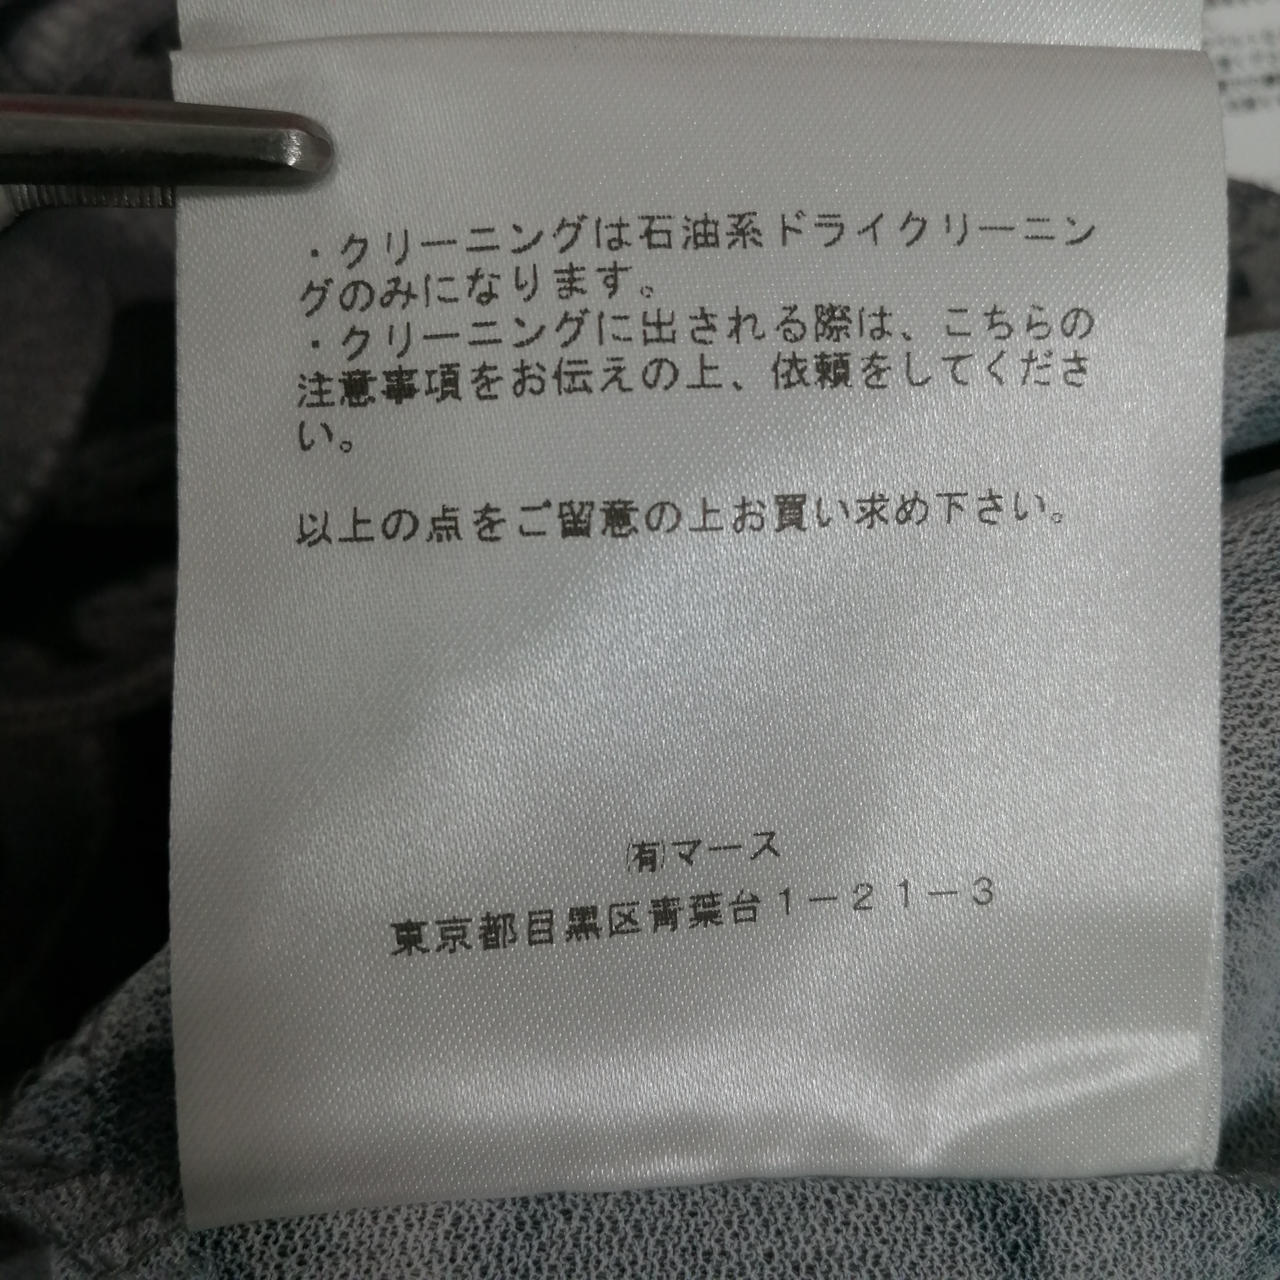 ・クリーニングは石油系ドライクリーニン
グのみになります。
・クリーニングに出される際は、こちらの
注意事項をお伝えの上、依頼をしてくださ
い。
以上の点をご留意の上お買い求め下さい。
㈲マース
東京都目黒区青葉台1－21－3